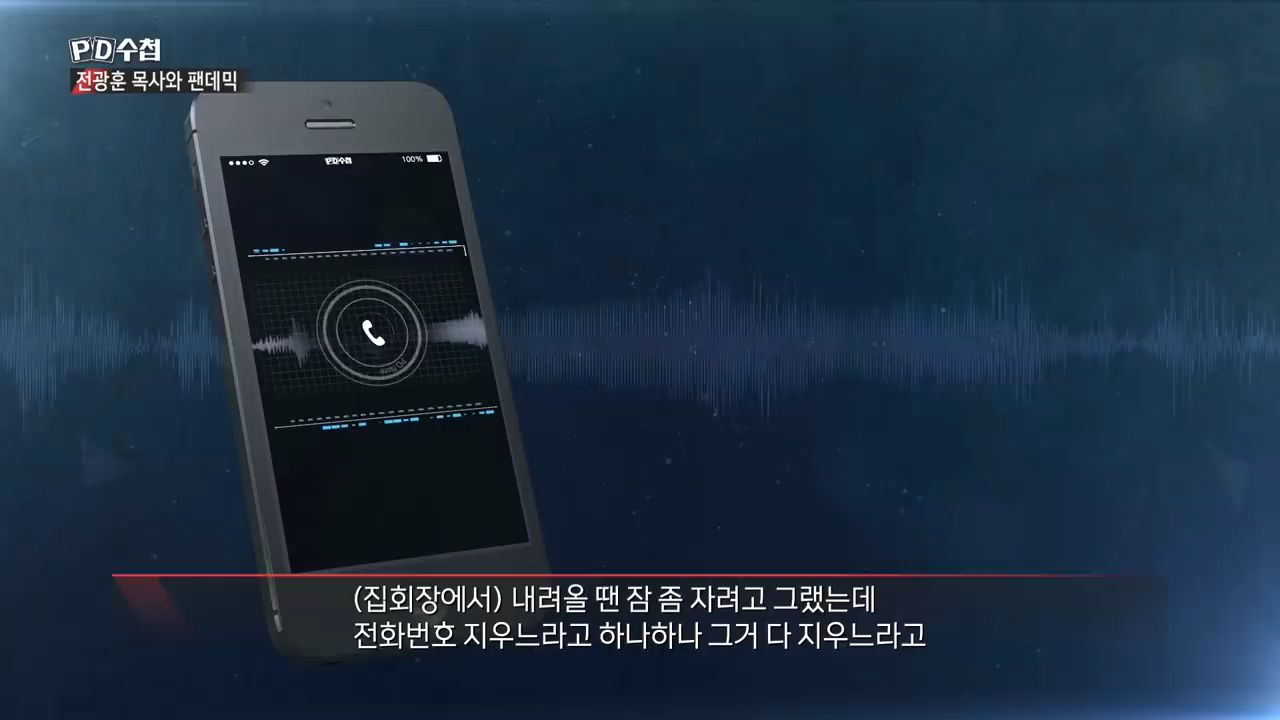 PD수첩
전광훈 목사와 팬데믹
PD수첩
100%
PD Note
(집회장에서) 내려올 땐 잠 좀 자려고 그랬는데
전화번호 지우느라고 하나하나 그거 다 지우느라고